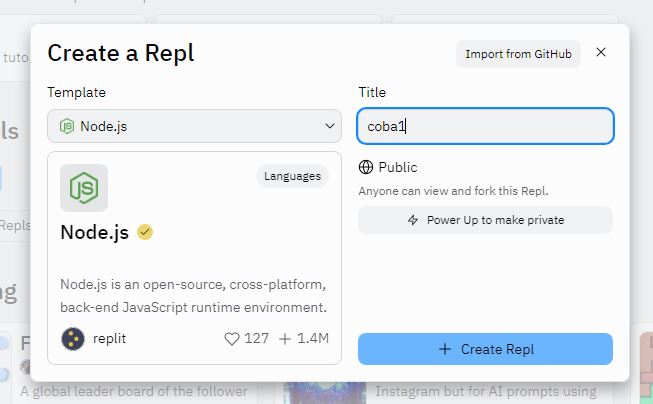 tuto
Create a Repl
Import from GitHub
Template
Title
Node.js
coba1
ls
Languages
Public
Anyone can view and fork this Repl.
Power Up to make private
Repls
Node.js
Node.js is an open-source, cross-platform,
back-end JavaScript runtime environment.
ng
replit
127
1.4M
Create Repl
F
A global leader board of the follower
Instagram but for AI prompts using